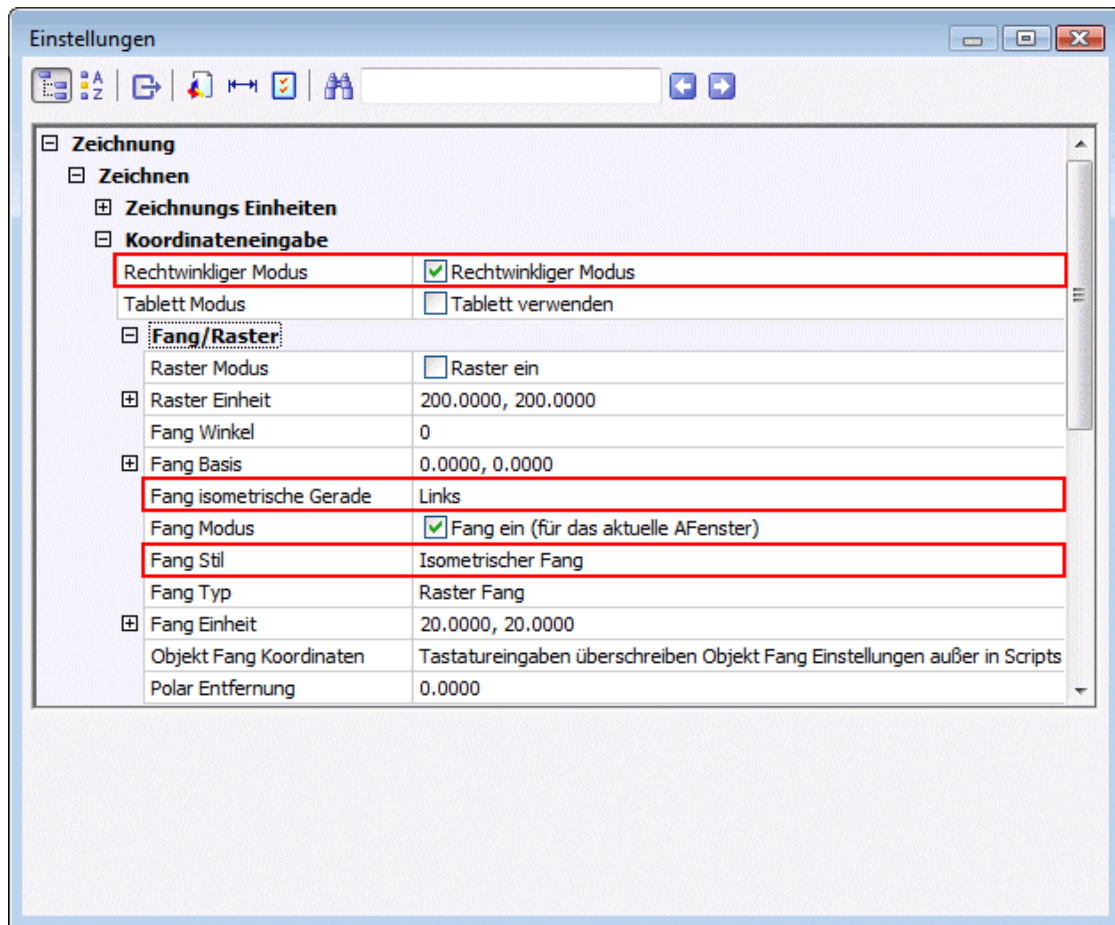 Einstellungen
Zeichnung
Zeichnen
Zeichnungs Einheiten
Koordinateneingabe
Rechtwinkliger Modus Rechtwinkliger Modus
Tablett Modus Tablett verwenden
Fang/Raster
Raster Modus Raster ein
Raster Einheit 200.0000, 200.0000
Fang Winkel 0
Fang Basis 0.0000, 0.0000
Fang isometrische Gerade Links
Fang Modus Fang ein (für das aktuelle AFenster)
Fang Stil Isometrischer Fang
Fang Typ Raster Fang
Fang Einheit 20.0000, 20.0000
Objekt Fang Koordinaten Tastatureingaben überschreiben Objekt Fang Einstellungen außer in Scripts
Polar Entfernung 0.0000